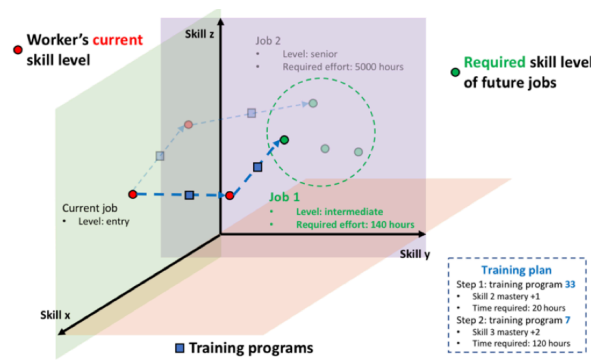 Worker's current
skill level
Skill z
Job 2
• Level: senior
• Required effort: 5000 hours
Required skill level
of future jobs
Current job
• Level: entry
Job 1
• Level: intermediate
• Required effort: 140 hours
Skill y
Skill x
Training programs
Training plan
Step 1: training program 33
• Skill 2 mastery +1
• Time required: 20 hours
Step 2: training program 7
• Skill 3 mastery +2
• Time required: 120 hours